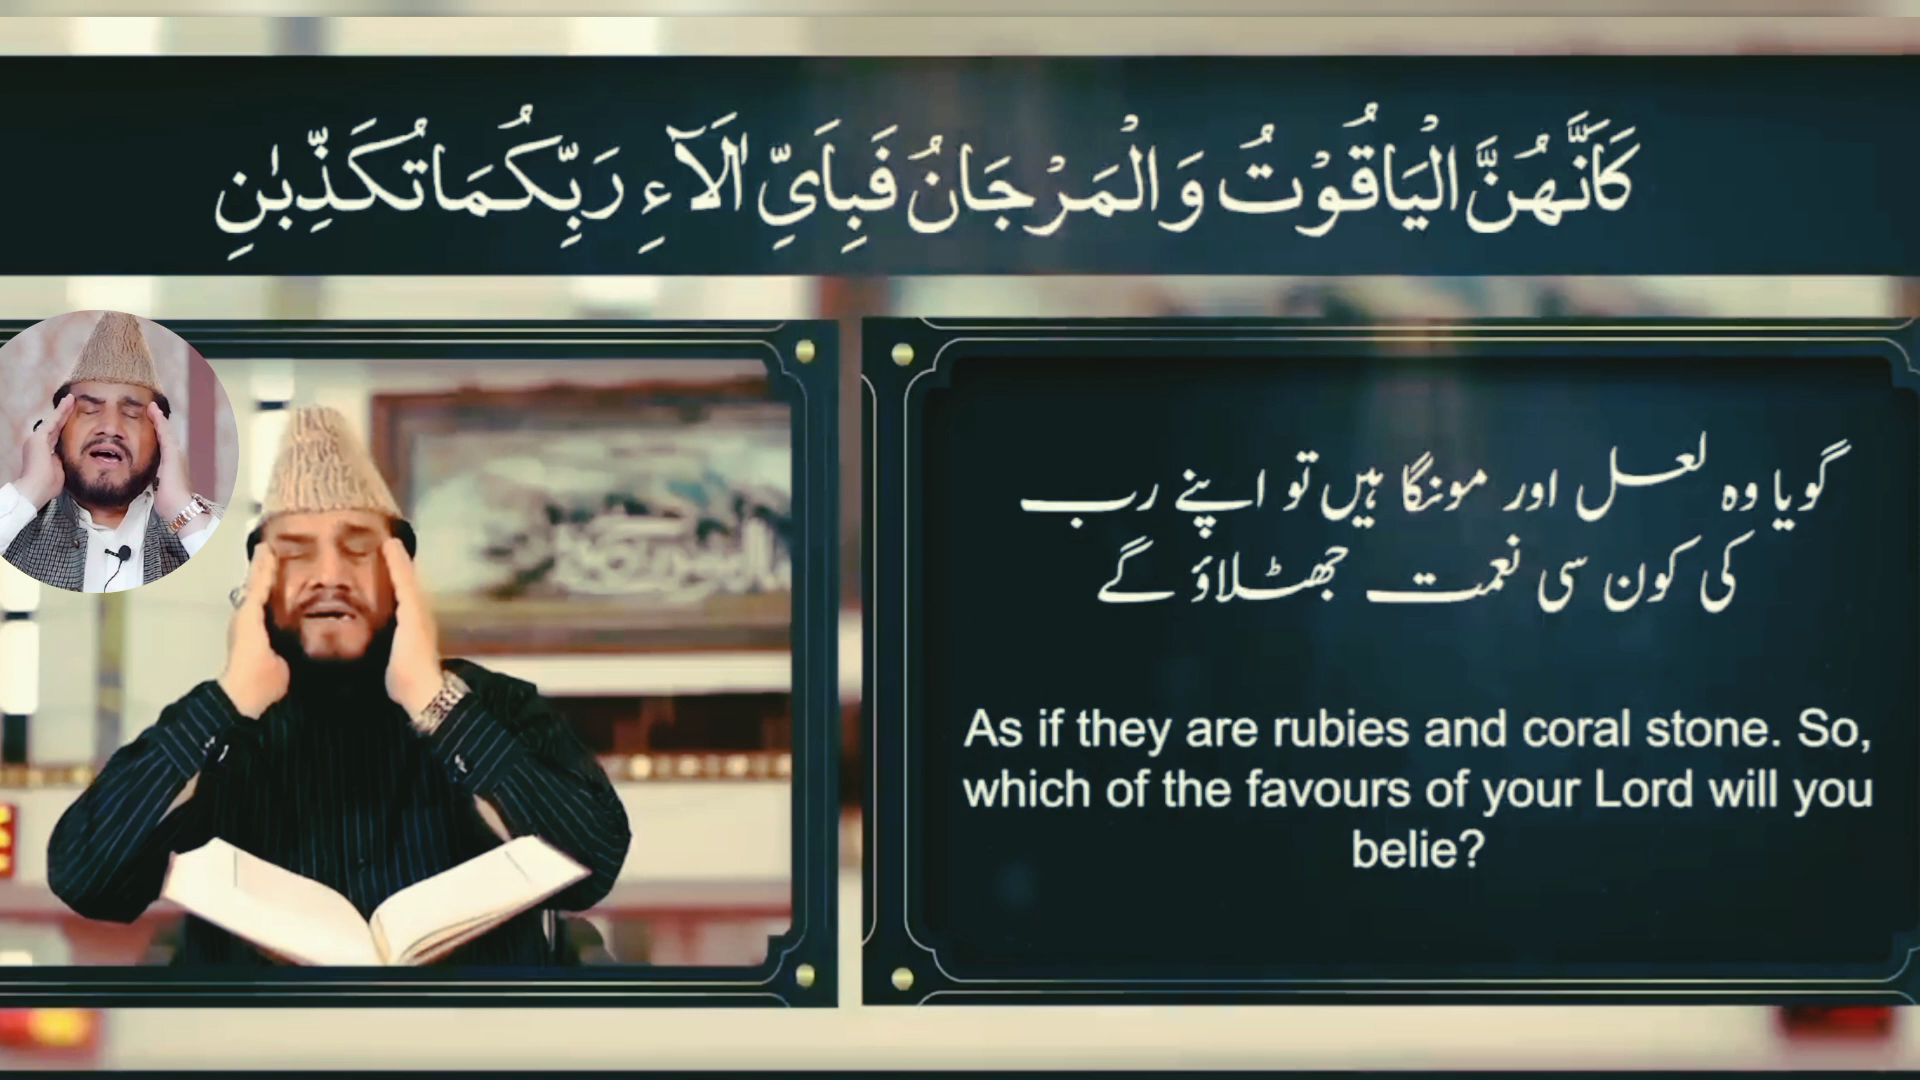 كَاَنَّهُنَّ الْيَاقُوْتُ وَالْمَرْجَانُ فَبِاَيِّ اٰلَآءِ رَبِّكُمَا تُكَذِّبٰنِ
گویا وہ لعل اور مونگا ہیں تو اپنے رب
کی کون سی نعمت جھٹلاؤ گے
As if they are rubies and coral stone. So,
which of the favours of your Lord will you
belie?